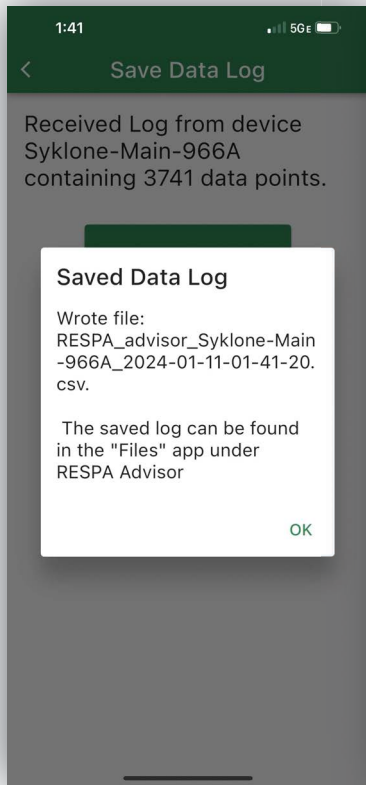 1:41
5GE
Save Data Log
Received Log from device
Syklone-Main-966A
containing 3741 data points.
Saved Data Log
Wrote file:
RESPA_advisor_Syklone-Main
-966A_2024-01-11-01-41-20.
csv.
The saved log can be found
in the "Files" app under
RESPA Advisor
OK